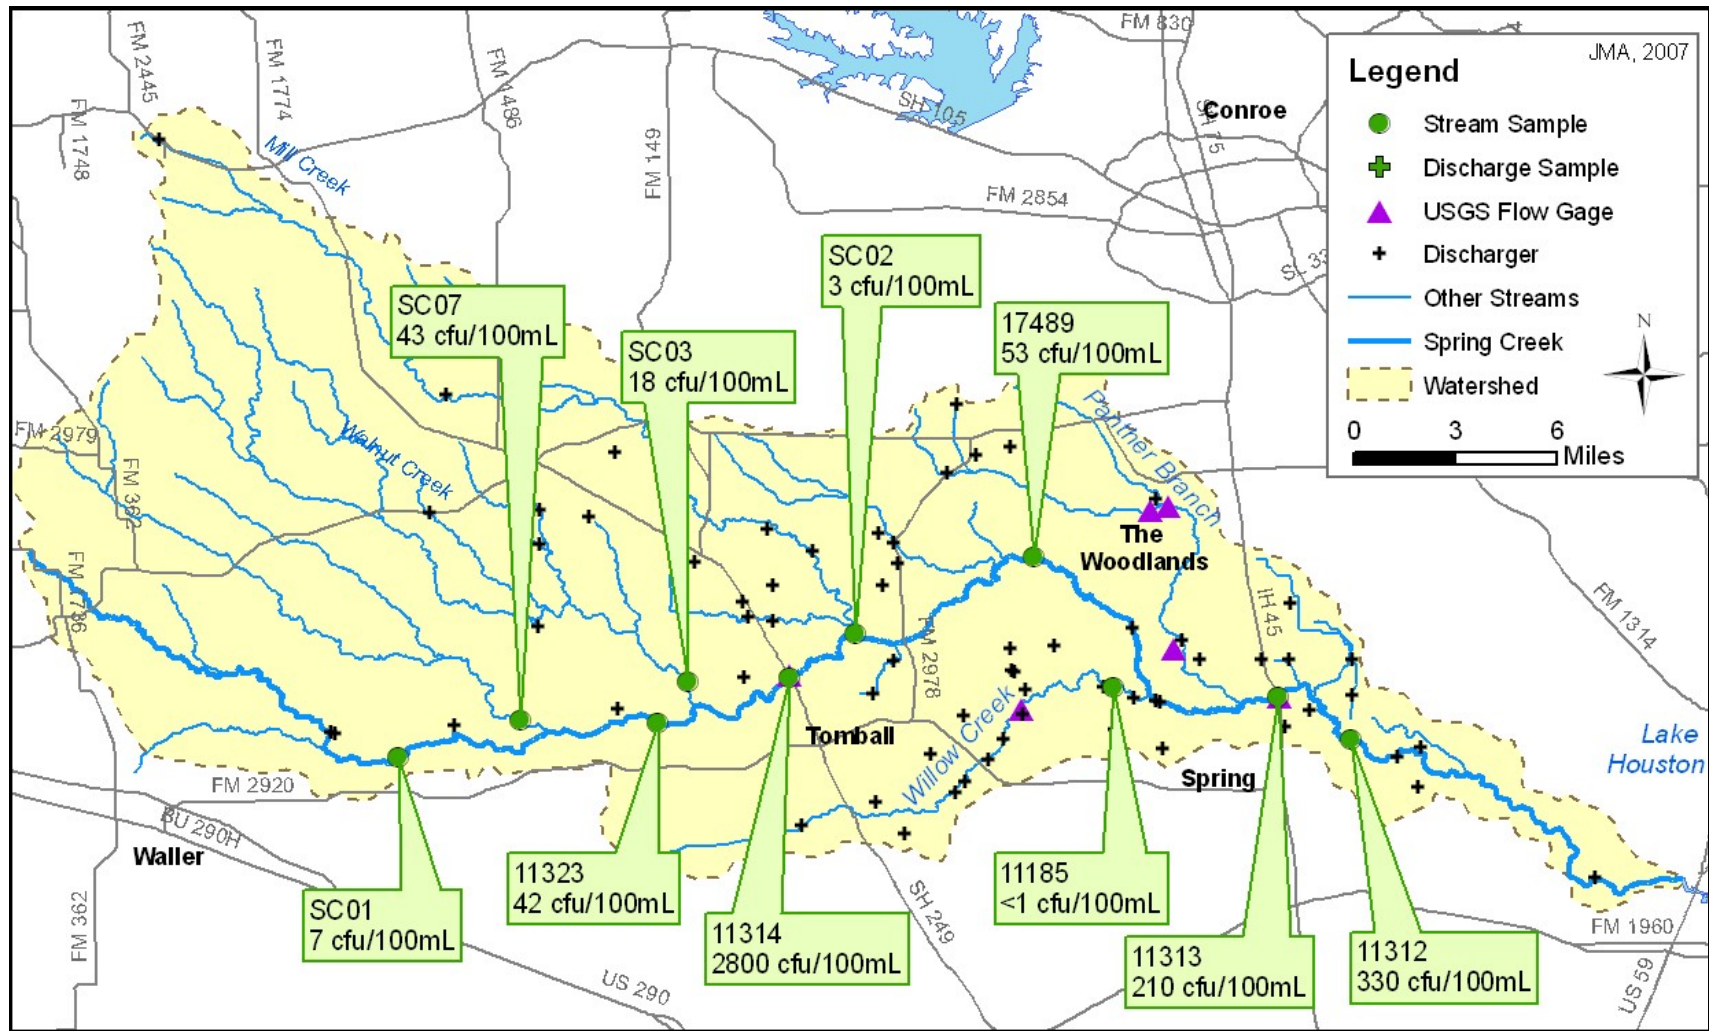 FM 830
JMA, 2007
Legend
Stream Sample
Discharge Sample
USGS Flow Gage
Discharger
Other Streams
Spring Creek
Watershed
N
0 3 6
Miles
FM 2445
FM 1774
FM 1486
FM 1748
FM 149
SH 105
SH 75
Conroe
Mill Creek
FM 2854
SL 33
SC02
3 cfu/100mL
SC07
43 cfu/100mL
17489
53 cfu/100mL
SC03
18 cfu/100mL
Panther Branch
FM 2979
Walnut Creek
FM 362
The
Woodlands
FM 736
IH 45
FM 1314
FM 2978
Willow Creek
Tomball
Lake
Houston
Spring
FM 2920
BU 290H
Waller
11323
42 cfu/100mL
11185
<1 cfu/100mL
SC01
7 cfu/100mL
11314
2800 cfu/100mL
11313
210 cfu/100mL
11312
330 cfu/100mL
FM 362
SH 249
US 290
FM 1960
US 59